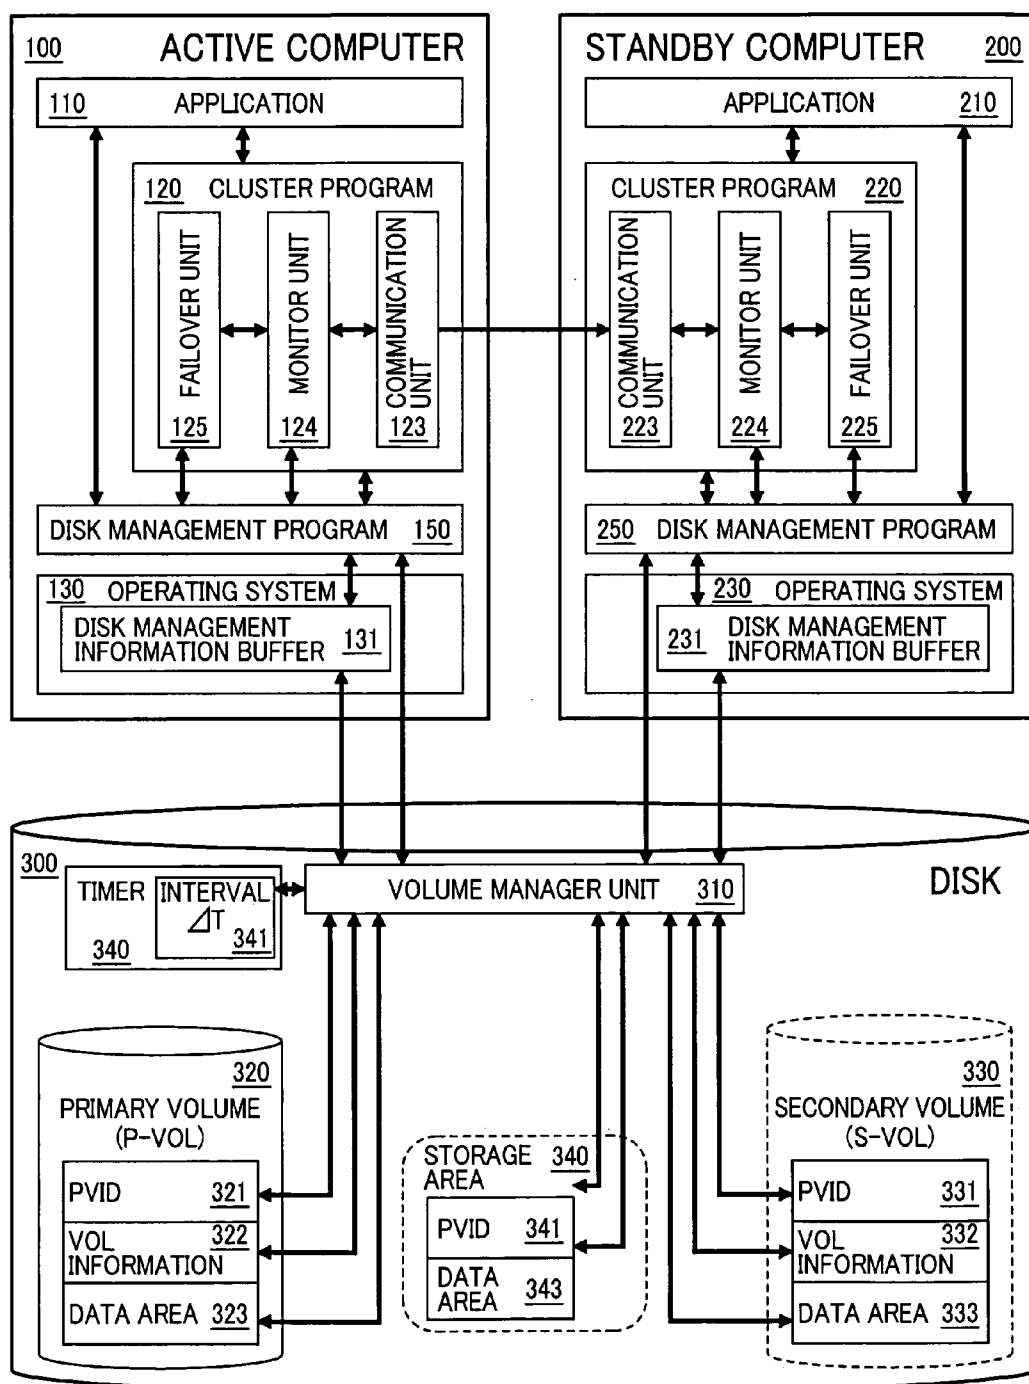 100 ACTIVE COMPUTER
110 APPLICATION
120 CLUSTER PROGRAM
FAILOVER UNIT
125
MONITOR UNIT
124
COMMUNICATION
UNIT
123
DISK MANAGEMENT PROGRAM 150
130 OPERATING SYSTEM
DISK MANAGEMENT
INFORMATION BUFFER 131
STANDBY COMPUTER 200
APPLICATION 210
CLUSTER PROGRAM 220
COMMUNICATION
UNIT
223
MONITOR UNIT
224
FAILOVER UNIT
225
250 DISK MANAGEMENT PROGRAM
230 OPERATING SYSTEM
231 DISK MANAGEMENT
INFORMATION BUFFER
300
DISK
TIMER
340
INTERVAL
⊿T
341
VOLUME MANAGER UNIT 310
320
PRIMARY VOLUME
(P-VOL)
PVID 321
VOL
INFORMATION 322
DATA AREA 323
STORAGE
AREA 340
PVID 341
DATA
AREA 343
330
SECONDARY VOLUME
(S-VOL)
PVID 331
VOL
INFORMATION 332
DATA AREA 333